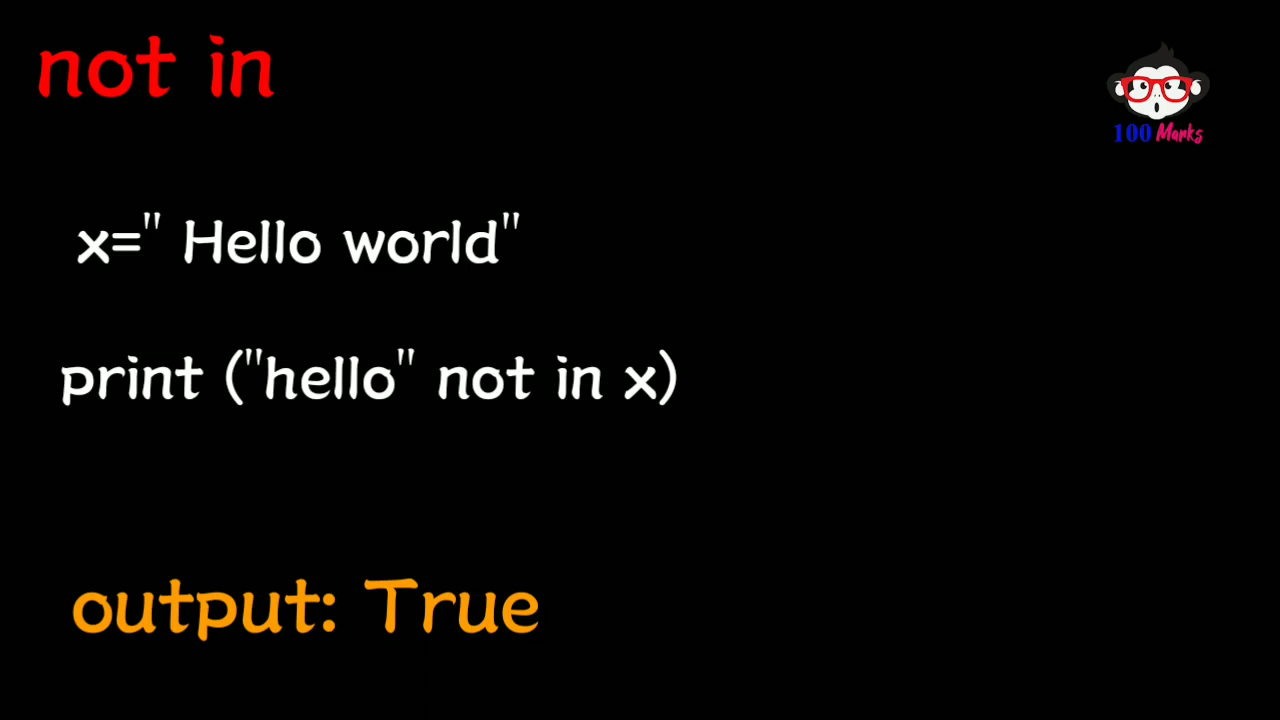 not in
100 Marks
x=" Hello world"
print ("hello" not in x)
output: True